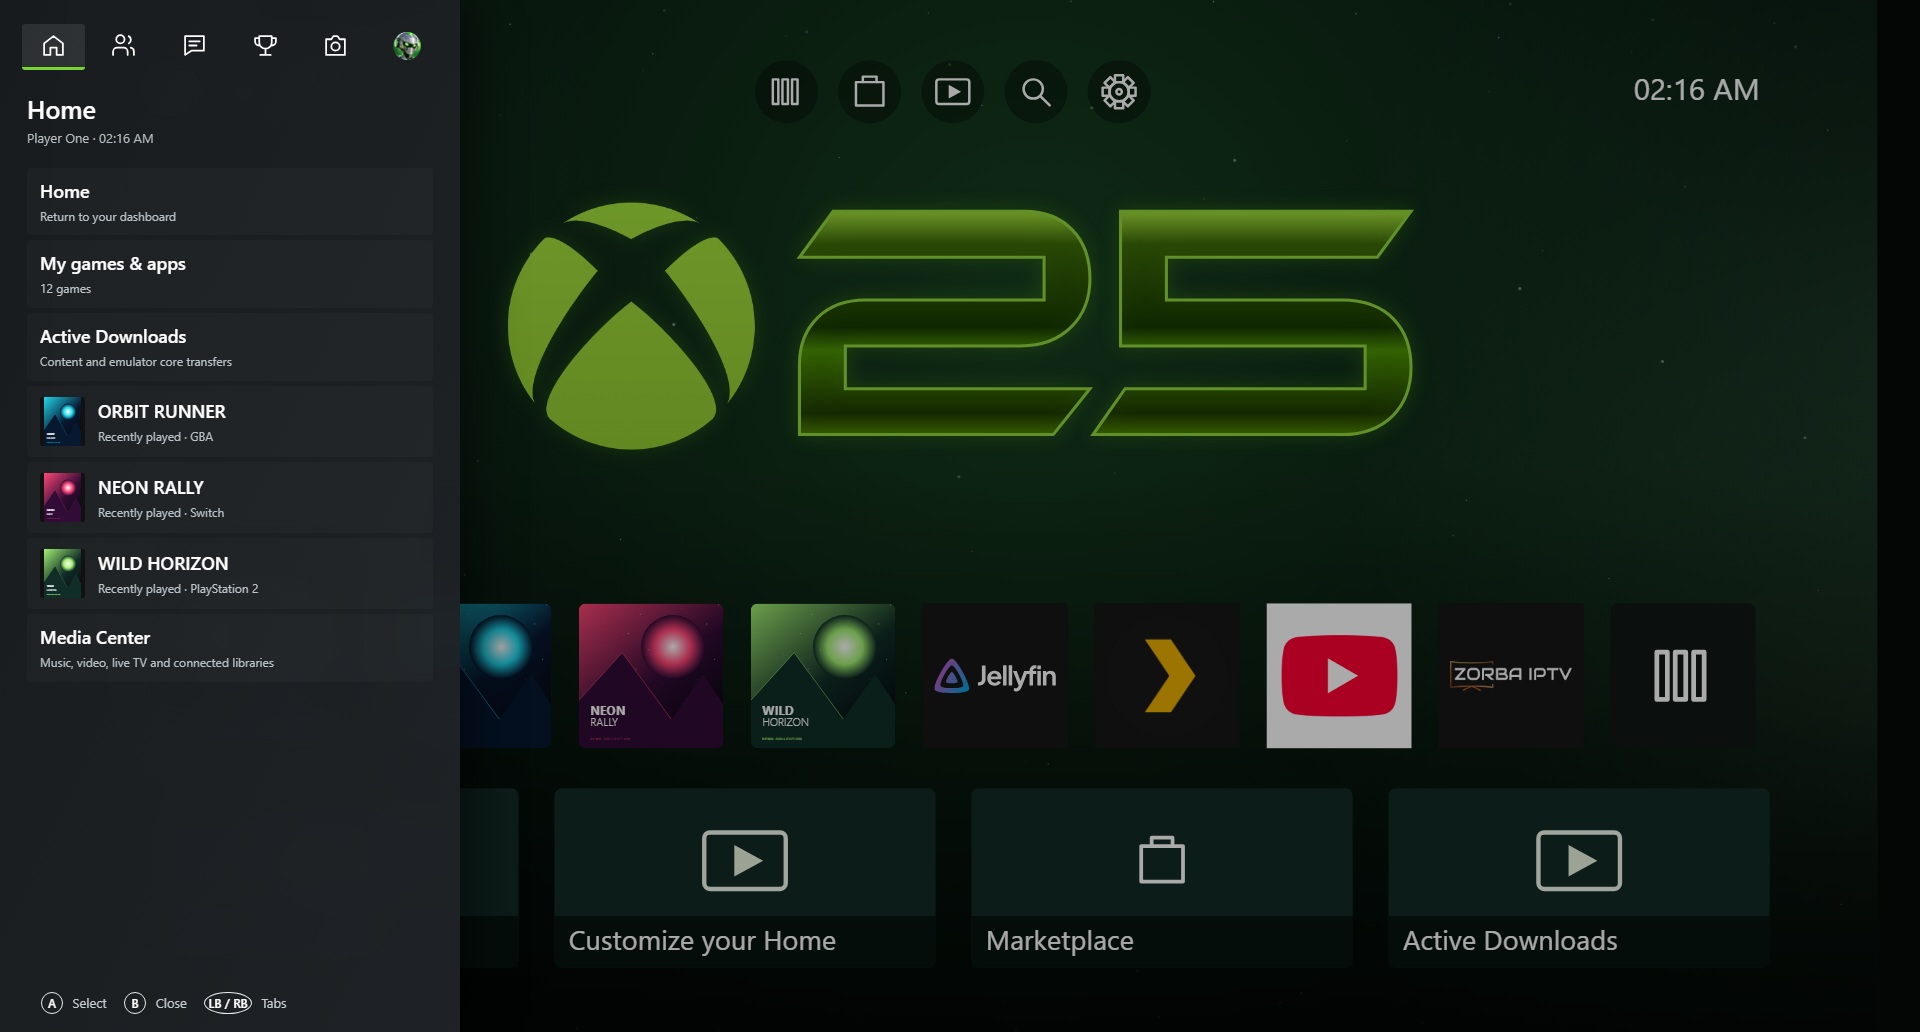 Home
Player One · 02:16 AM
Home
Return to your dashboard
My games & apps
12 games
Active Downloads
Content and emulator core transfers
ORBIT RUNNER
Recently played · GBA
NEON RALLY
Recently played · Switch
WILD HORIZON
Recently played · PlayStation 2
Media Center
Music, video, live TV and connected libraries
A Select B Close LB / RB Tabs
02:16 AM
25
NEON
RALLY
WILD
HORIZON
Jellyfin
ZORBA IPTV
Customize your Home
Marketplace
Active Downloads